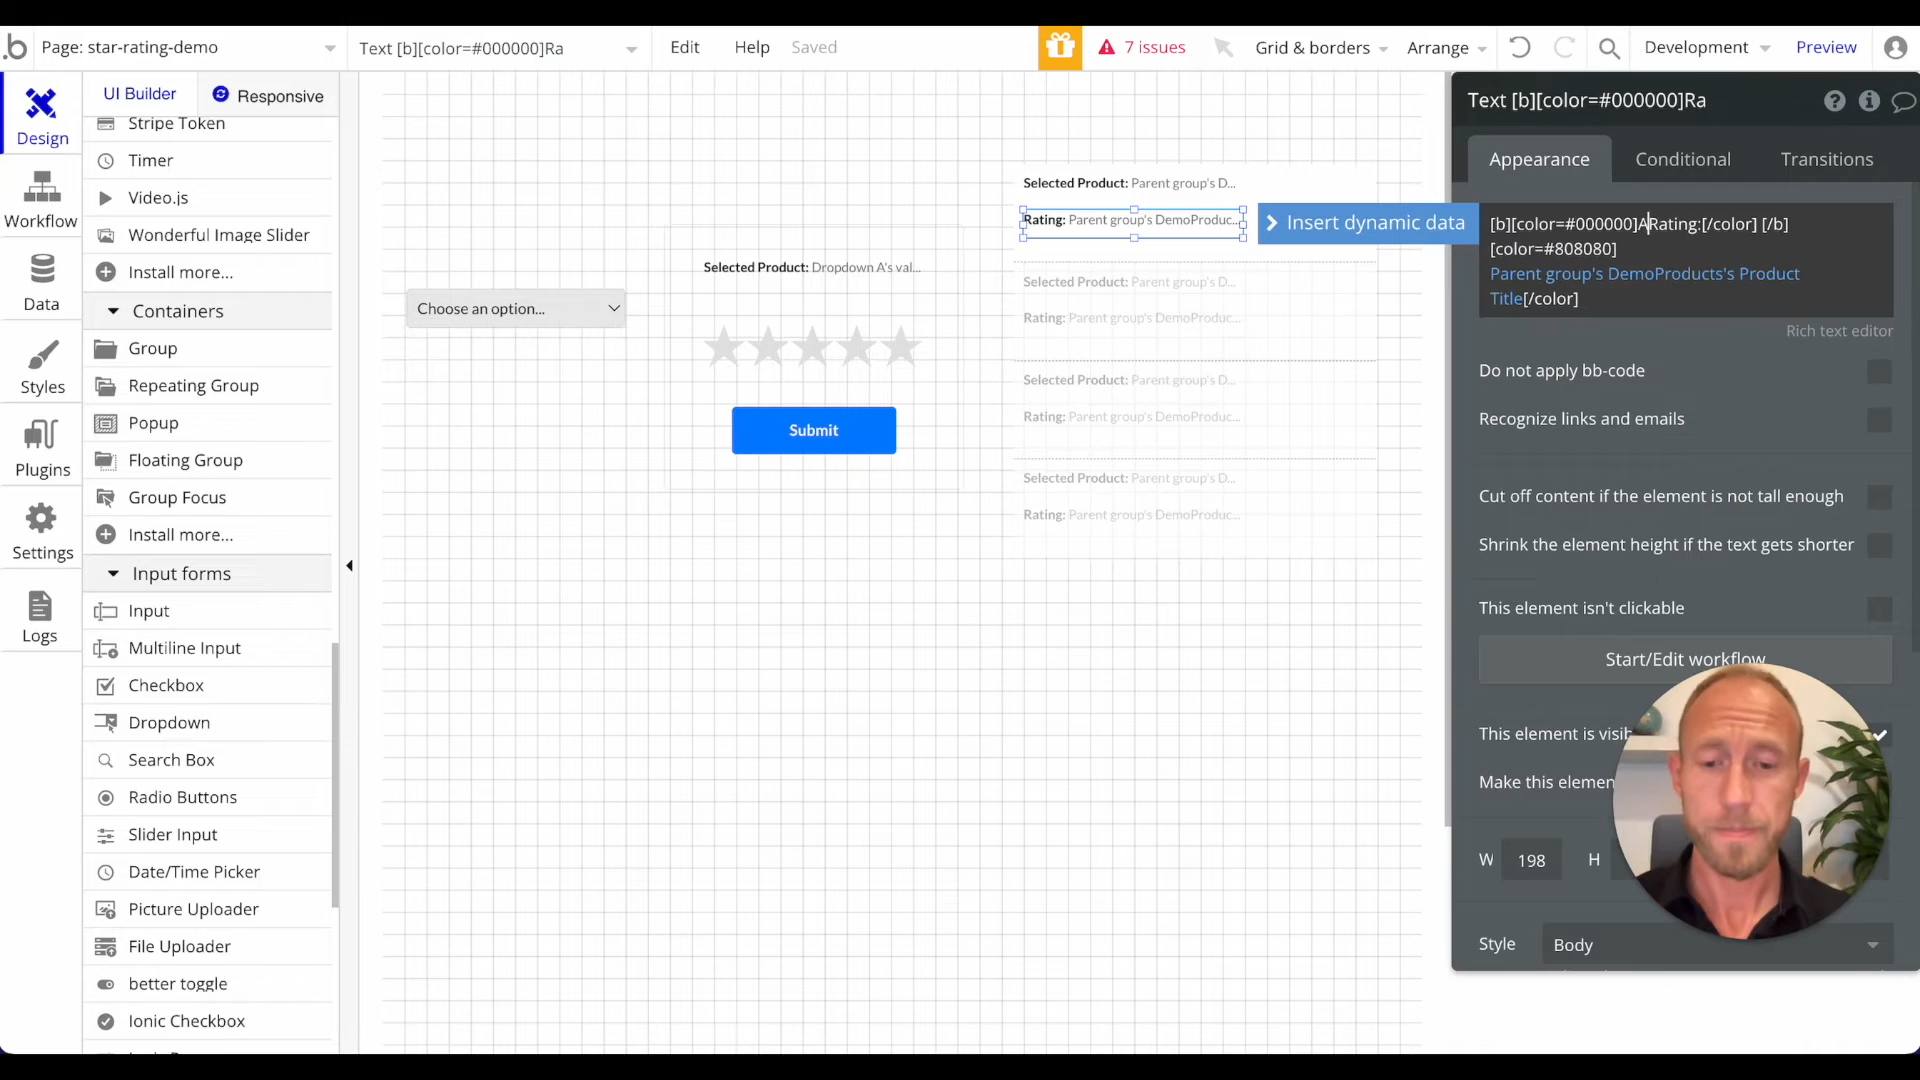 .b
Page: star-rating-demo
Text [b][color=#000000]Ra
Edit
Help
Saved
7 issues
Grid & borders
Arrange
Development
Preview
Design
Workflow
Data
Styles
Plugins
Settings
Logs
UI Builder
Responsive
Stripe Token
Timer
Video.js
Wonderful Image Slider
Install more...
Containers
Group
Repeating Group
Popup
Floating Group
Group Focus
Install more...
Input forms
Input
Multiline Input
Checkbox
Dropdown
Search Box
Radio Buttons
Slider Input
Date/Time Picker
Picture Uploader
File Uploader
better toggle
Ionic Checkbox
Choose an option...
Selected Product: Dropdown A's val...
Submit
Selected Product: Parent group's D...
Rating: Parent group's DemoProduc...
Selected Product: Parent group's D...
Rating: Parent group's DemoProduc...
Selected Product: Parent group's D...
Rating: Parent group's DemoProduc...
Selected Product: Parent group's D...
Rating: Parent group's DemoProduc...
Insert dynamic data
Text [b][color=#000000]Ra
Appearance
Conditional
Transitions
[b][color=#000000]ARating:[/color] [/b]
[color=#808080]
Parent group's DemoProducts's Product
Title[/color]
Rich text editor
Do not apply bb-code
Recognize links and emails
Cut off content if the element is not tall enough
Shrink the element height if the text gets shorter
This element isn't clickable
Start/Edit workflow
This element is visib
Make this elemen
W 198 H
Style Body